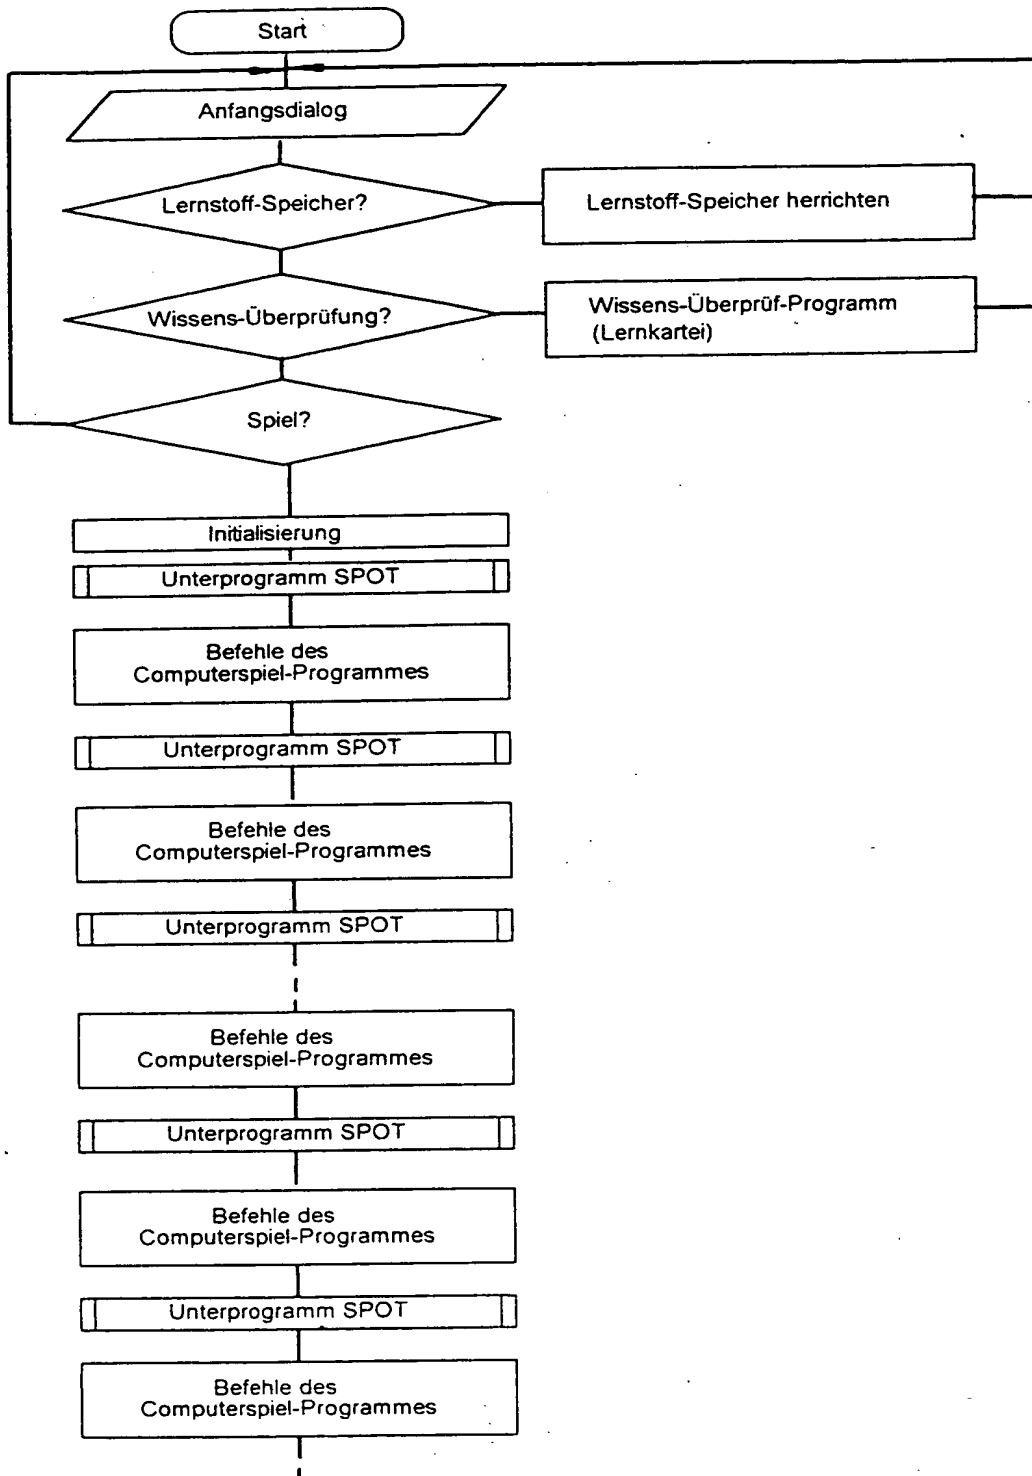 Start
Anfangsdialog
Lernstoff-Speicher?
Lernstoff-Speicher herrichten
Wissens-Überprüfung?
Wissens-Überprüf-Programm
(Lernkartei)
Spiel?
Initialisierung
Unterprogramm SPOT
Befehle des
Computerspiel-Programmes
Unterprogramm SPOT
Befehle des
Computerspiel-Programmes
Unterprogramm SPOT
Befehle des
Computerspiel-Programmes
Unterprogramm SPOT
Befehle des
Computerspiel-Programmes
Unterprogramm SPOT
Befehle des
Computerspiel-Programmes